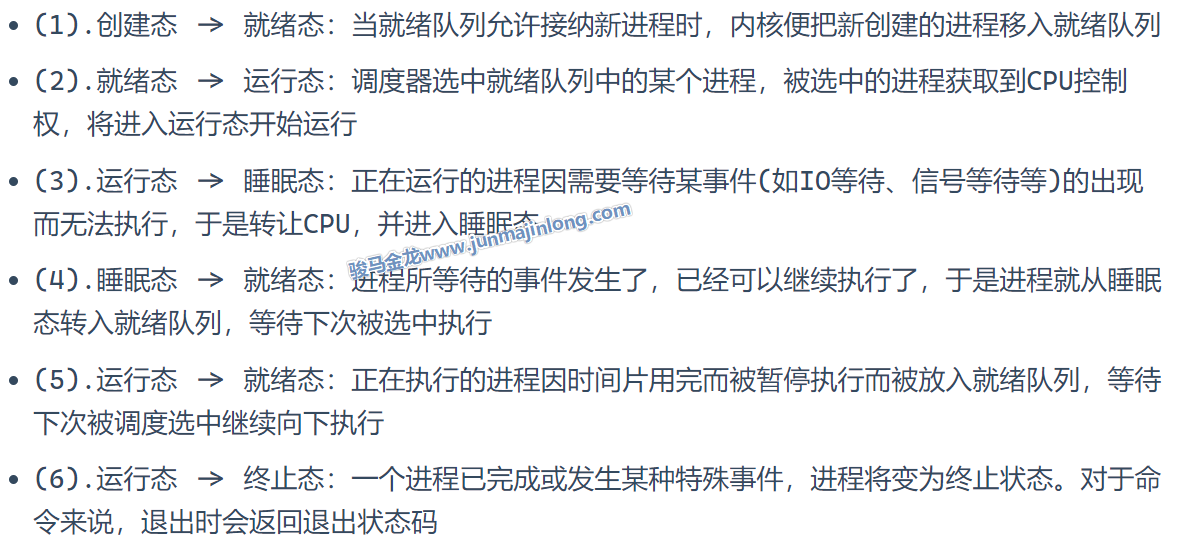 • (1).创建态 -> 就绪态：当就绪队列允许接纳新进程时，内核便把新创建的进程移入就绪队列
• (2).就绪态 -> 运行态：调度器选中就绪队列中的某个进程，被选中的进程获取到CPU控制
权，将进入运行态开始运行
• (3).运行态 -> 睡眠态：正在运行的进程因需要等待某事件(如IO等待、信号等待等)的出现
而无法执行，于是转让CPU，并进入睡眠态
骏马金龙www.junmajinlong.com
• (4).睡眠态 -> 就绪态：进程所等待的事件发生了，已经可以继续执行了，于是进程就从睡眠
态转入就绪队列，等待下次被选中执行
• (5).运行态 -> 就绪态：正在执行的进程因时间片用完而被暂停执行而被放入就绪队列，等待
下次被调度选中继续向下执行
• (6).运行态 -> 终止态：一个进程已完成或发生某种特殊事件，进程将变为终止状态。对于命
令来说，退出时会返回退出状态码